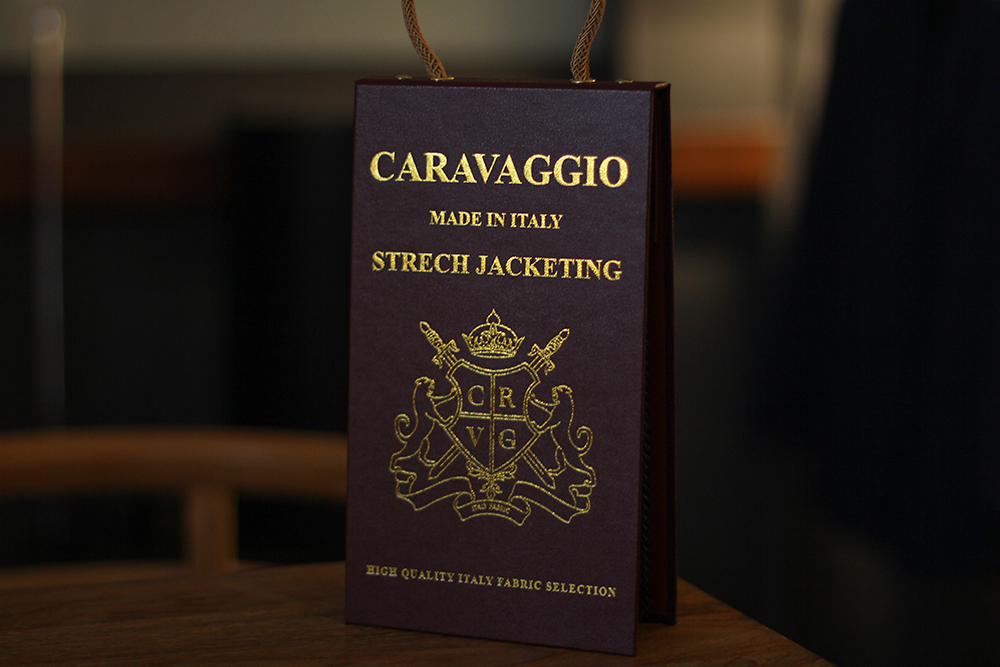 CARAVAGGIO
MADE IN ITALY
STRECH JACKETING
C R
V G
HIGH QUALITY ITALY FABRIC SELECTION